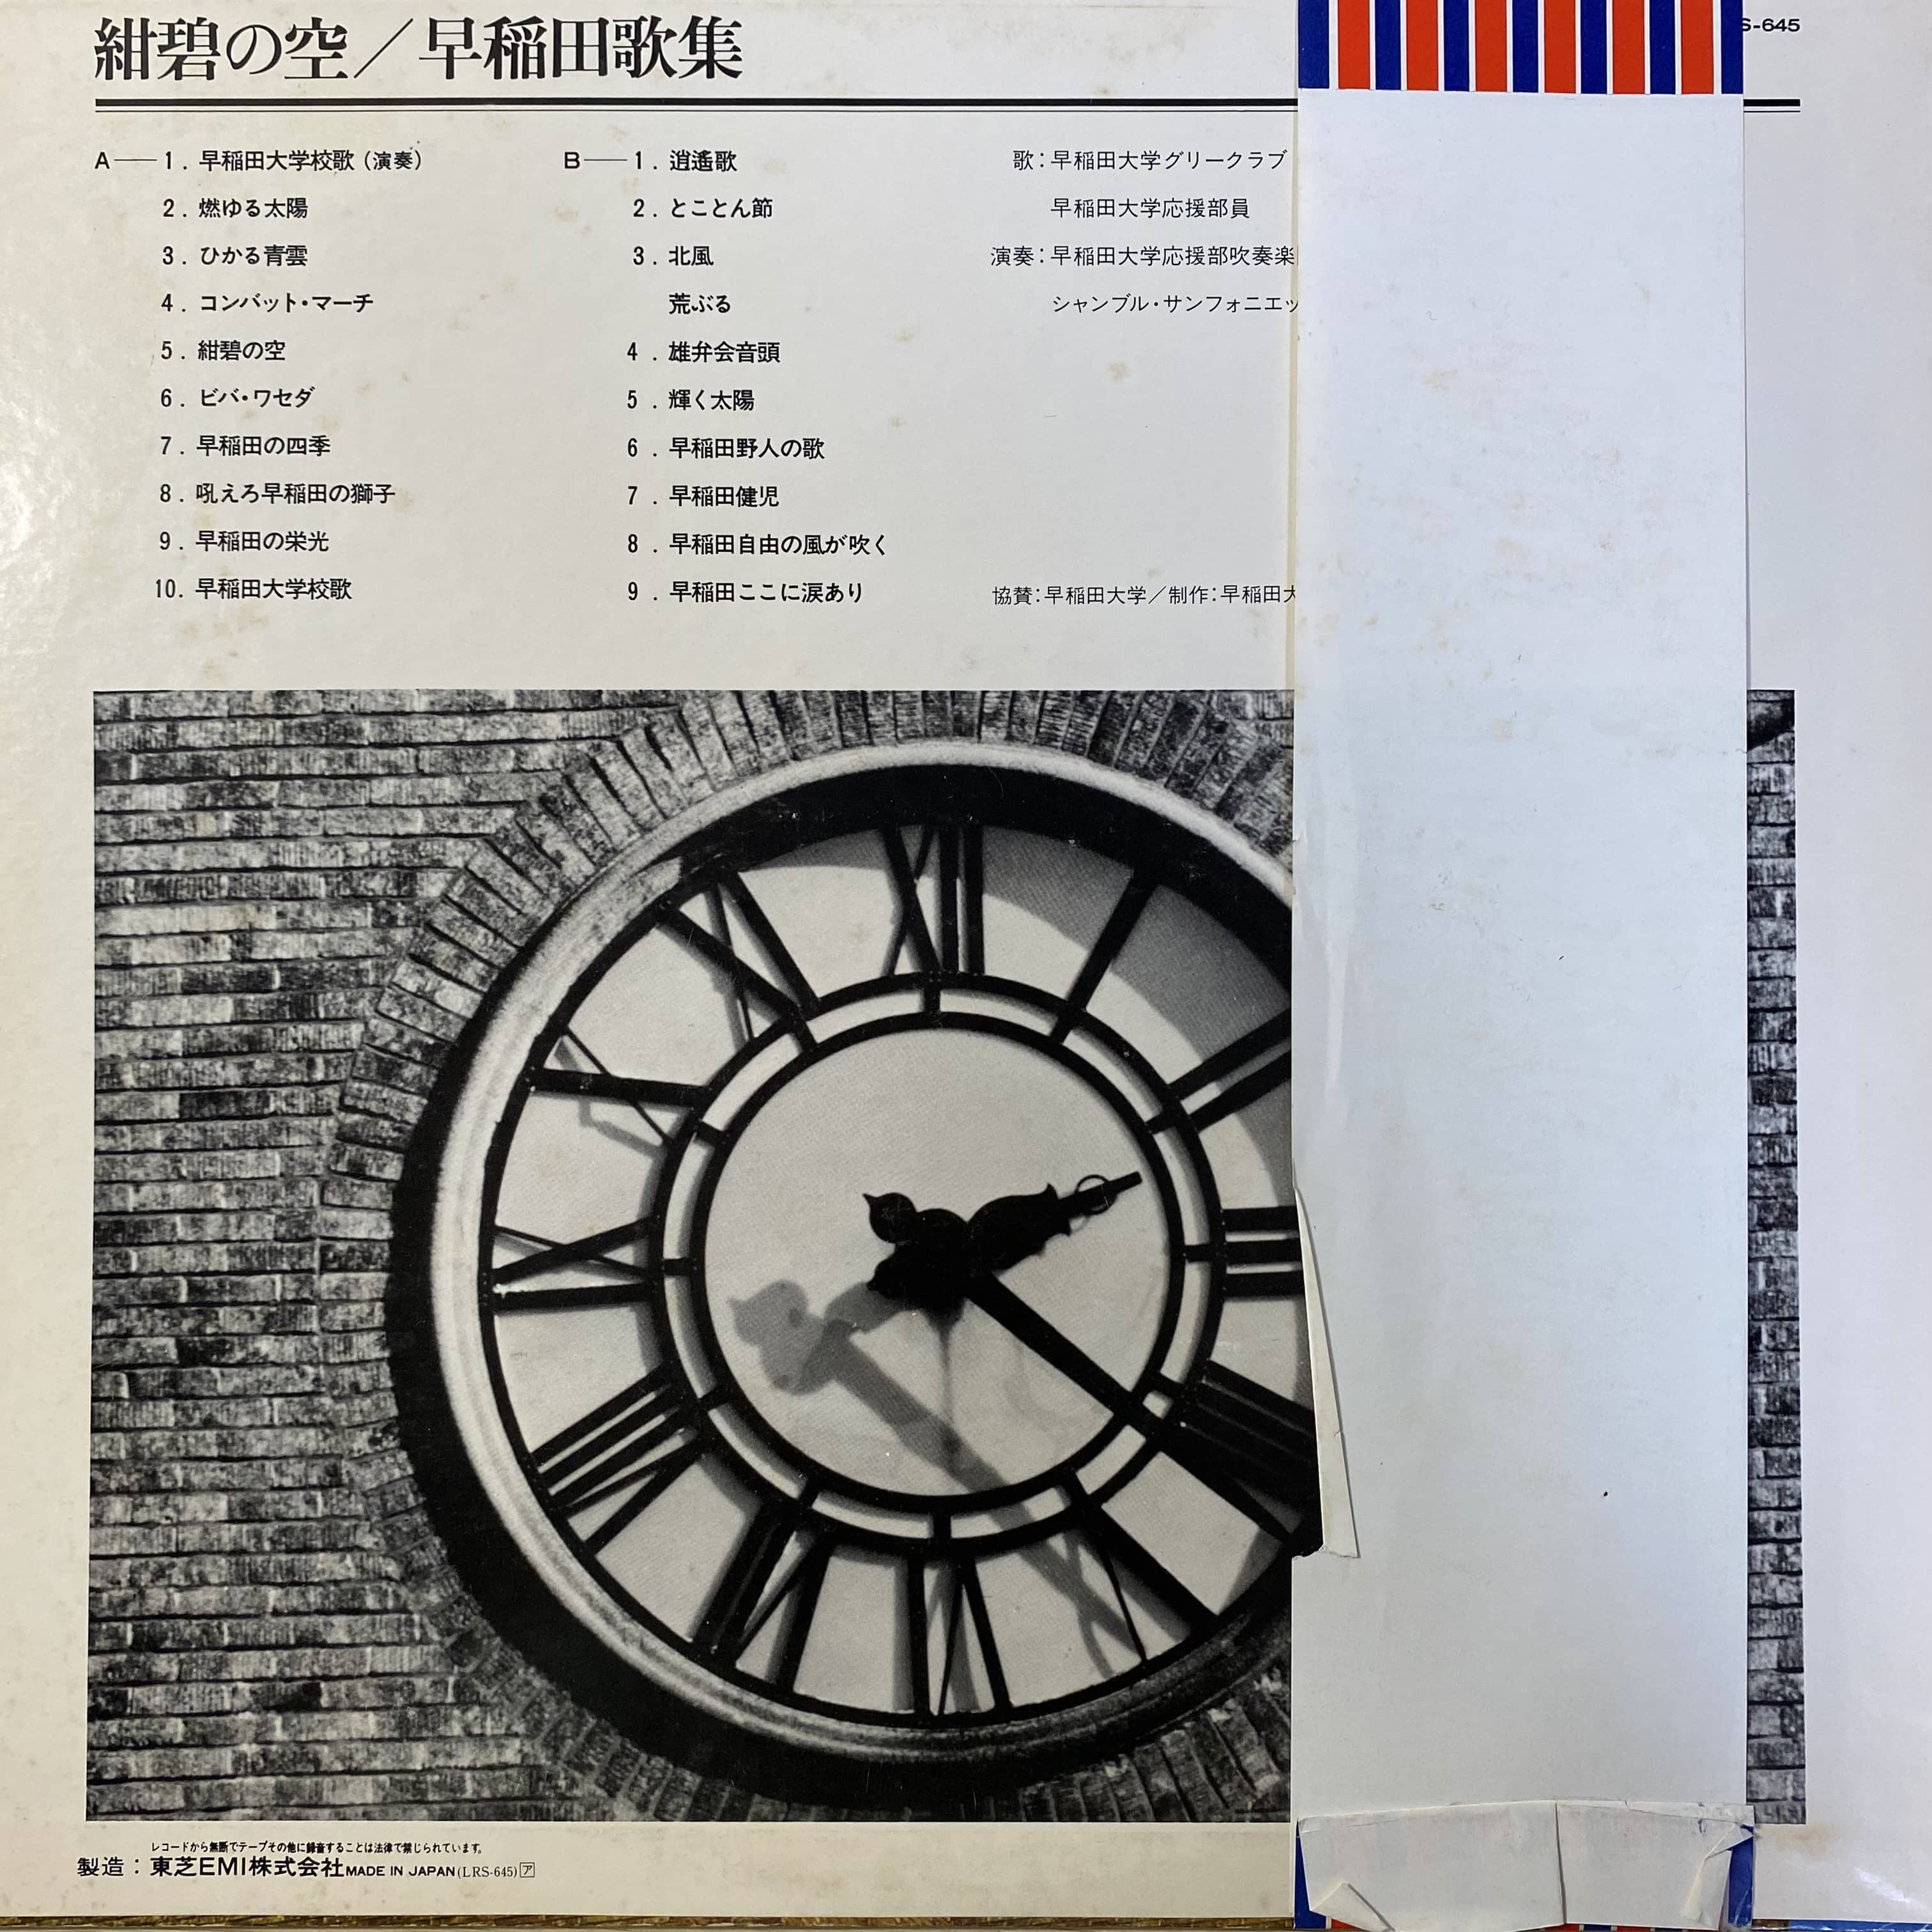 紺碧の空／早稲田歌集
S-645
A——1. 早稲田大学校歌（演奏）
2. 燃ゆる太陽
3. ひかる青雲
4. コンバット・マーチ
5. 紺碧の空
6. ビバ・ワセダ
7. 早稲田の四季
8. 吼えろ早稲田の獅子
9. 早稲田の栄光
10. 早稲田大学校歌
B——1. 逍遙歌
2. とことん節
3. 北風
荒ぶる
4. 雄弁会音頭
5. 輝く太陽
6. 早稲田野人の歌
7. 早稲田健児
8. 早稲田自由の風が吹く
9. 早稲田ここに涙あり
歌：早稲田大学グリークラブ
早稲田大学応援部員
演奏：早稲田大学応援部吹奏楽
シャンブル・サンフォニエッ
協賛：早稲田大学／制作：早稲田大
XII
I
II
III
IIII
V
VI
VII
VIII
IX
X
XI
レコードから無断でテープその他に録音することは法律で禁じられています。
製造：東芝EMI株式会社 MADE IN JAPAN (LRS-645) ア